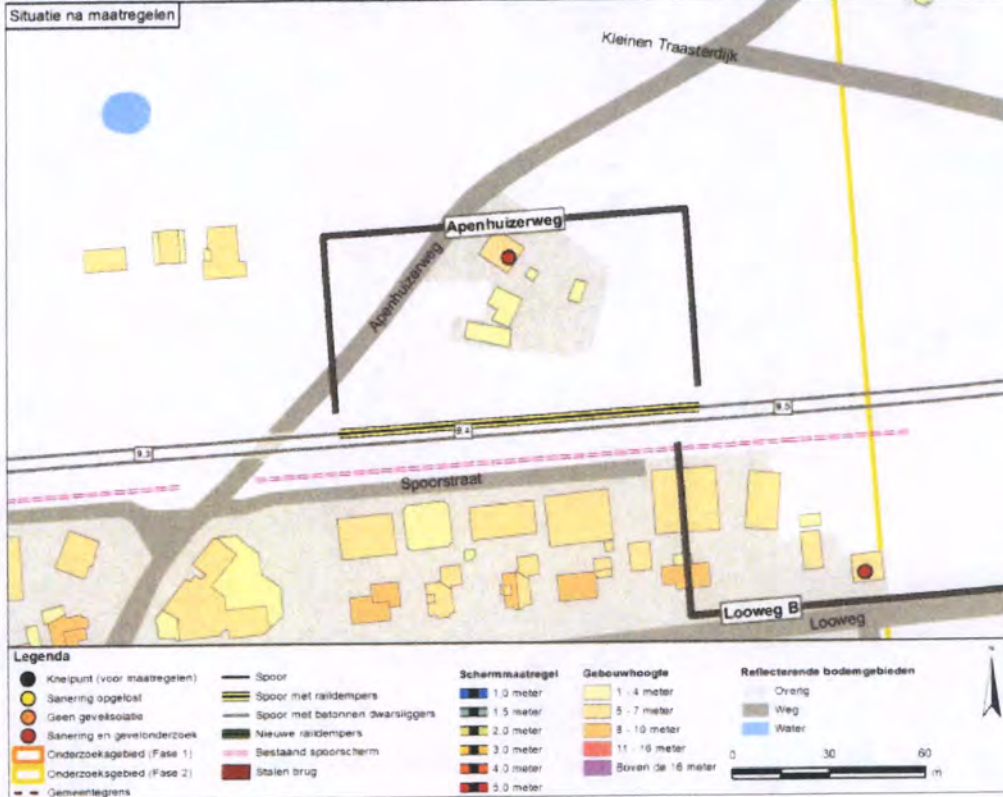 Situatie na maatregelen
Kleinen Traasterdijk
Apenhuizerweg
Apenhuizerweg
9.3
9.4
9.5
Spoorstraat
Looweg B
Looweg
Legenda
Knelpunt (voor maatregelen)
Sanering opgelost
Geen gevelisolatie
Sanering en gevelonderzoek
Onderzoeksgebied (Fase 1)
Onderzoeksgebied (Fase 2)
Gemeentegrens
Spoor
Spoor met raildempers
Spoor met betonnen dwarsliggers
Nieuwe raildempers
Bestaand spoorscherm
Stalen brug
Schermmaatregel
1.0 meter
1.5 meter
2.0 meter
3.0 meter
4.0 meter
5.0 meter
Gebouwhoogte
1 - 4 meter
5 - 7 meter
8 - 10 meter
11 - 16 meter
Boven de 16 meter
Reflecterende bodemgebieden
Overig
Weg
Water
N
0 30 60
m